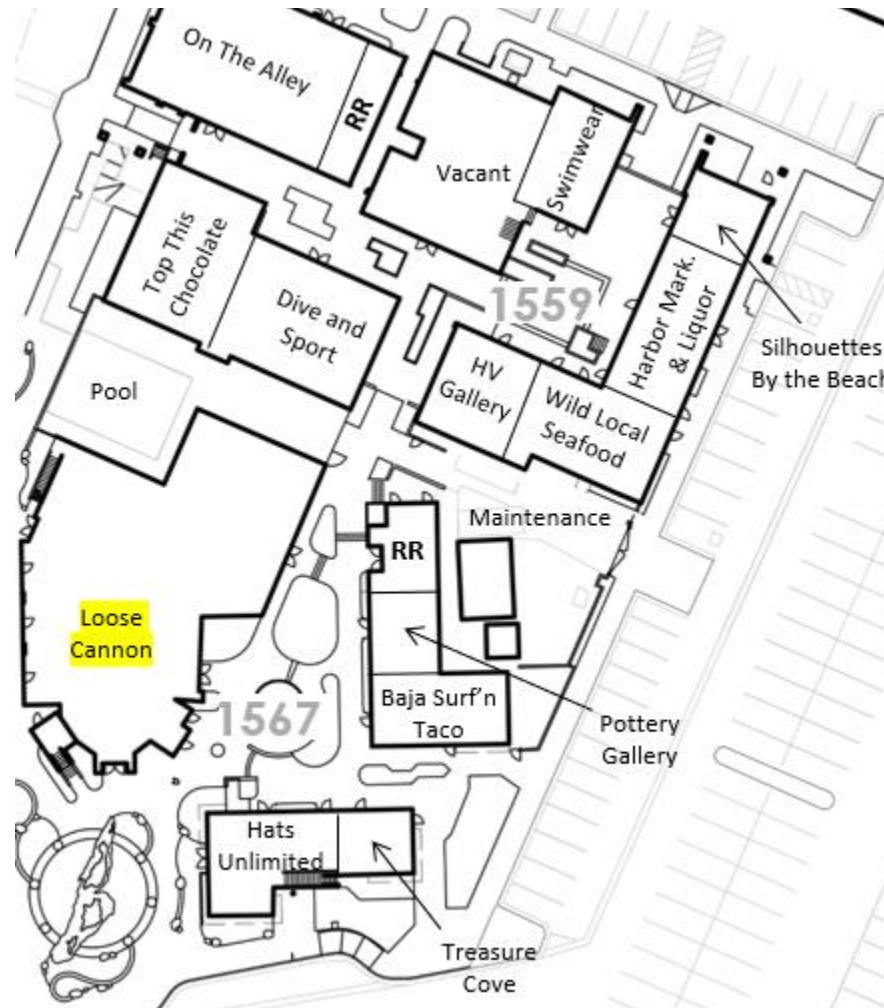 On The Alley
RR
Vacant
Swimwear
Top This
Chocolate
Dive and
Sport
1559
Harbor Mark.
& Liquor
Silhouettes
By the Beach
HV
Gallery
Wild Local
Seafood
Pool
Maintenance
RR
Loose
Cannon
1567
Baja Surf'n
Taco
Pottery
Gallery
Hats
Unlimited
Treasure
Cove